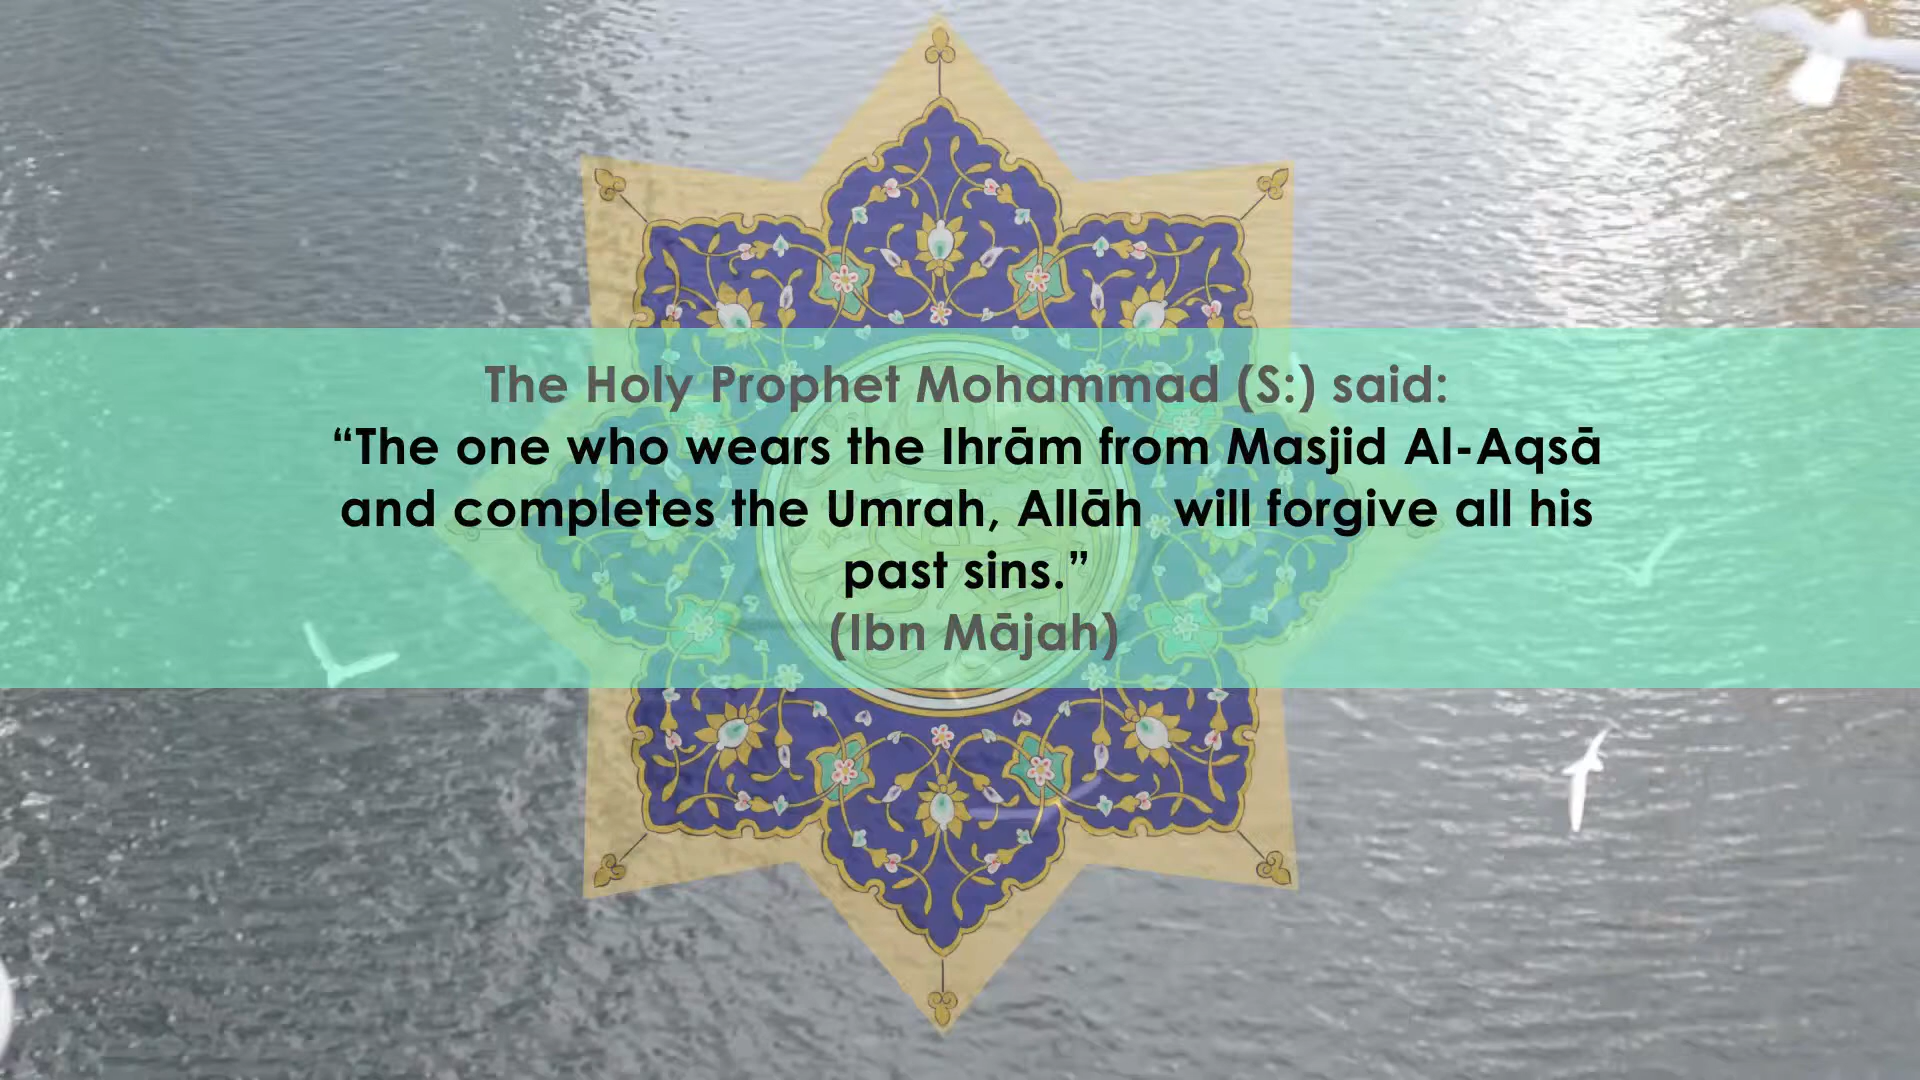 The Holy Prophet Mohammad (S:) said:
“The one who wears the Ihrām from Masjid Al-Aqsā
and completes the Umrah, Allāh  will forgive all his
past sins.”
(Ibn Mājah)